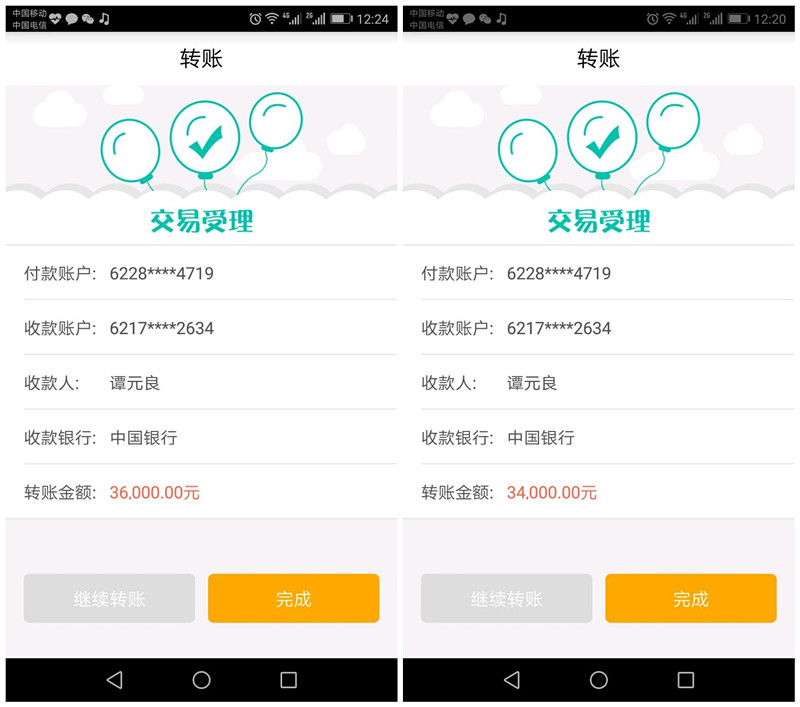 中国移动
中国电信
4G 2G 12:24
转账
交易受理
付款账户: 6228****4719
收款账户: 6217****2634
收款人: 谭元良
收款银行: 中国银行
转账金额: 36,000.00元
继续转账 完成
中国移动
中国电信
4G 2G 12:20
转账
交易受理
付款账户: 6228****4719
收款账户: 6217****2634
收款人: 谭元良
收款银行: 中国银行
转账金额: 34,000.00元
继续转账 完成